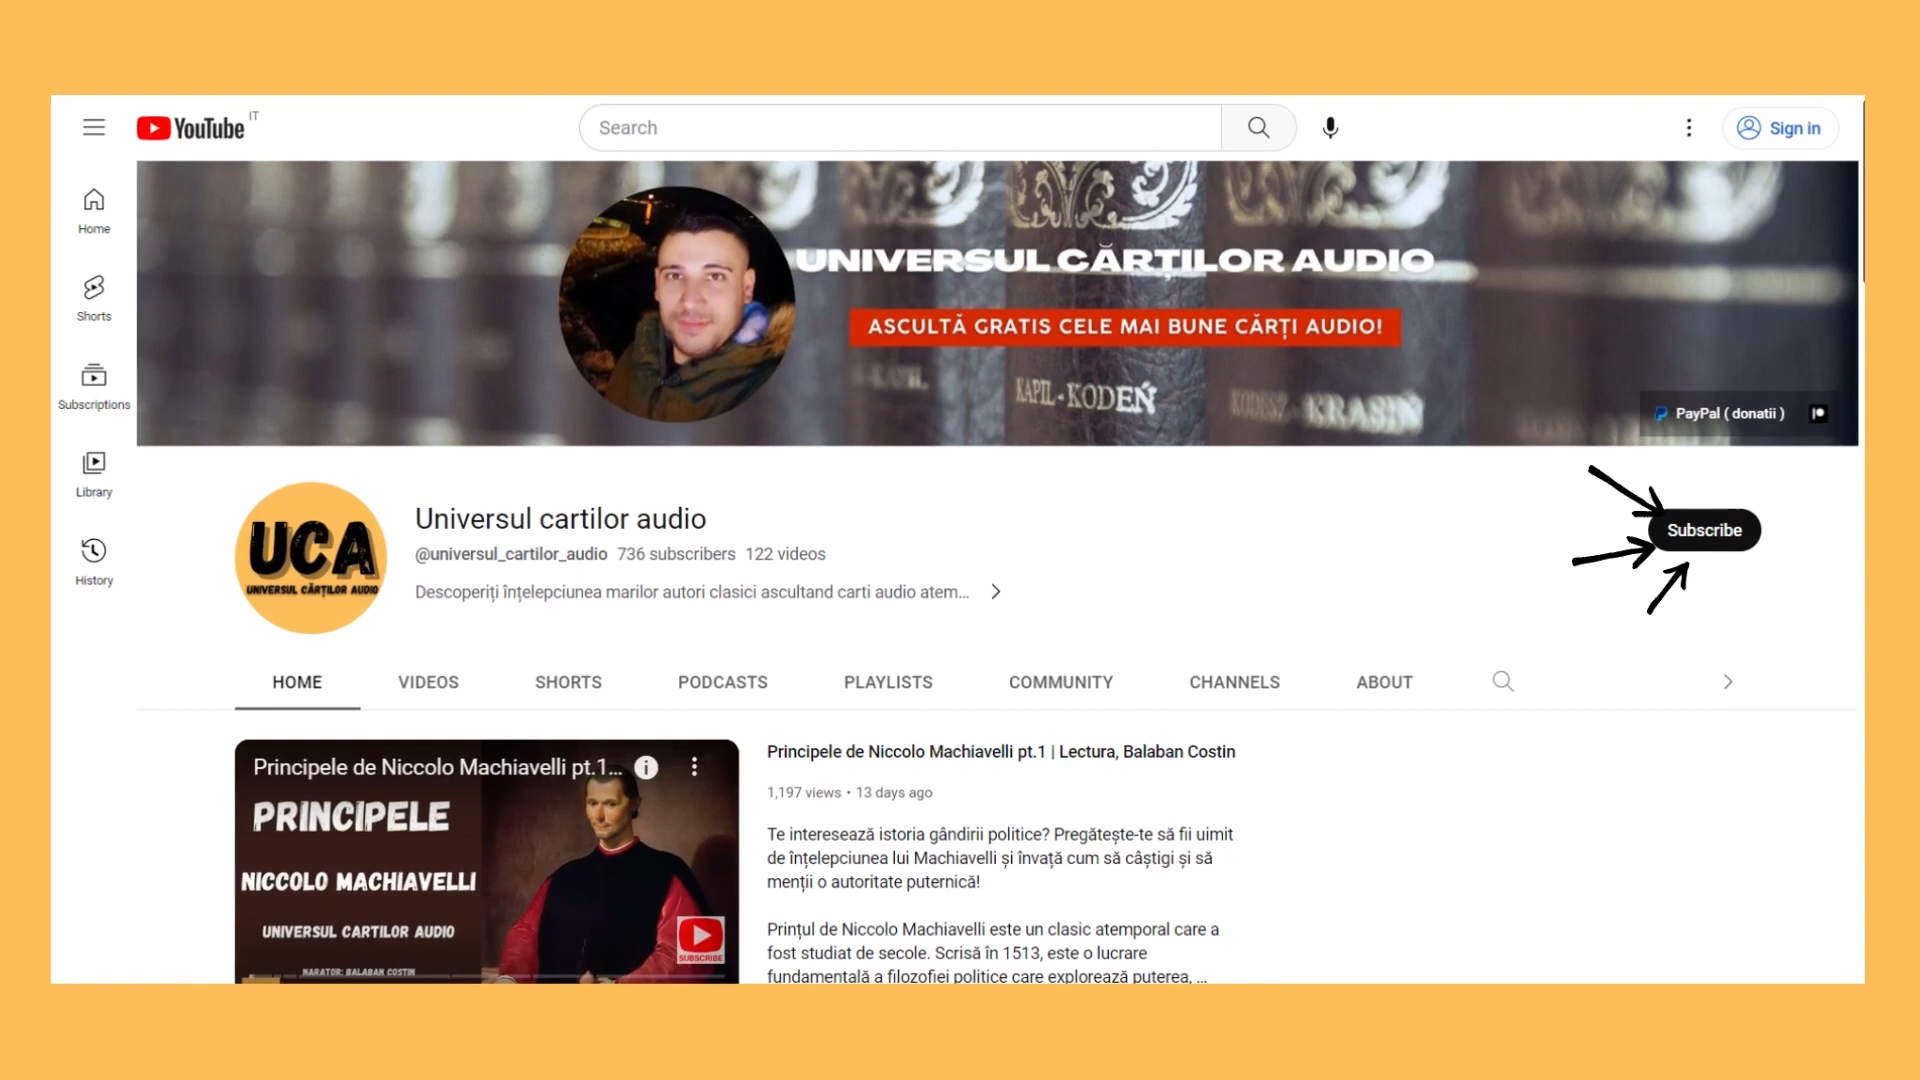 YouTube IT
Search
Sign in
Home
Shorts
Subscriptions
Library
History
UNIVERSUL CĂRȚILOR AUDIO
ASCULTĂ GRATIS CELE MAI BUNE CĂRȚI AUDIO!
KAPIL-KODEŃ
KRASIŃ
PayPal ( donatii )
UCA
UNIVERSUL CĂRȚILOR AUDIO
Universul cartilor audio
@universul_cartilor_audio 736 subscribers 122 videos
Descoperiți înțelepciunea marilor autori clasici ascultand carti audio atem...
Subscribe
HOME VIDEOS SHORTS PODCASTS PLAYLISTS COMMUNITY CHANNELS ABOUT
Principele de Niccolo Machiavelli pt.1...
PRINCIPELE
NICCOLO MACHIAVELLI
UNIVERSUL CARTILOR AUDIO
NARATOR: BALABAN COSTIN
SUBSCRIBE
Principele de Niccolo Machiavelli pt.1 | Lectura, Balaban Costin
1,197 views • 13 days ago
Te interesează istoria gândirii politice? Pregătește-te să fii uimit
de înțelepciunea lui Machiavelli și învață cum să câștigi și să
menții o autoritate puternică!
Prințul de Niccolo Machiavelli este un clasic atemporal care a
fost studiat de secole. Scrisă în 1513, este o lucrare
fundamentală a filozofiei politice care explorează puterea, ...